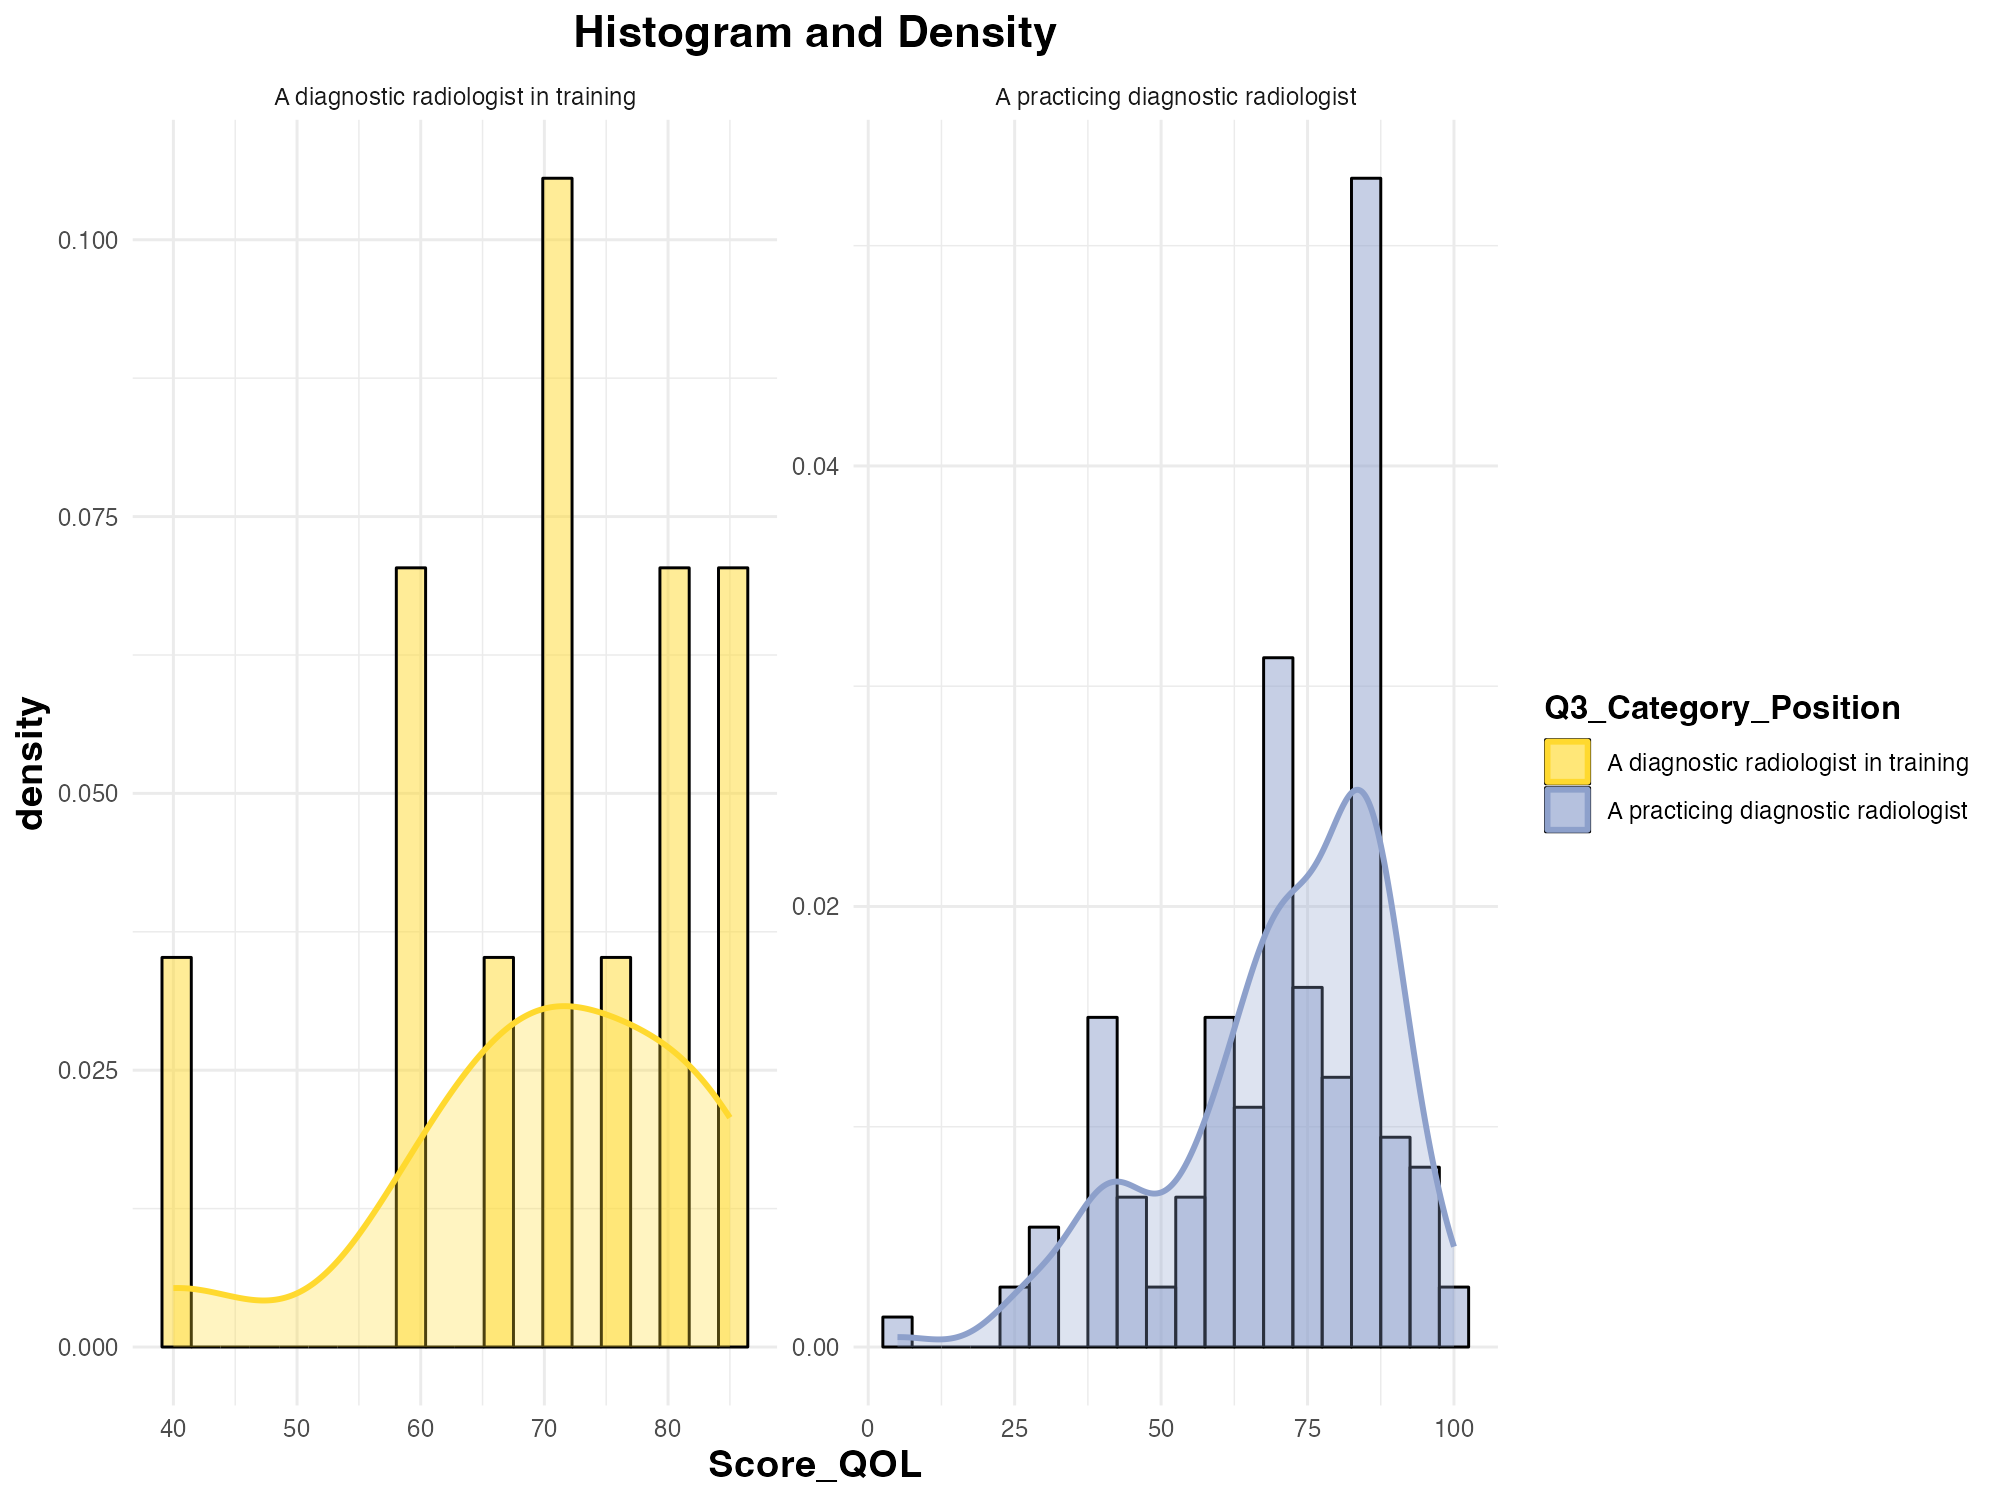 Histogram and Density
A diagnostic radiologist in training
A practicing diagnostic radiologist
0.100
0.075
0.050
0.025
0.000
0.04
0.02
0.00
density
40 50 60 70 80
0 25 50 75 100
Score_QOL
Q3_Category_Position
A diagnostic radiologist in training
A practicing diagnostic radiologist